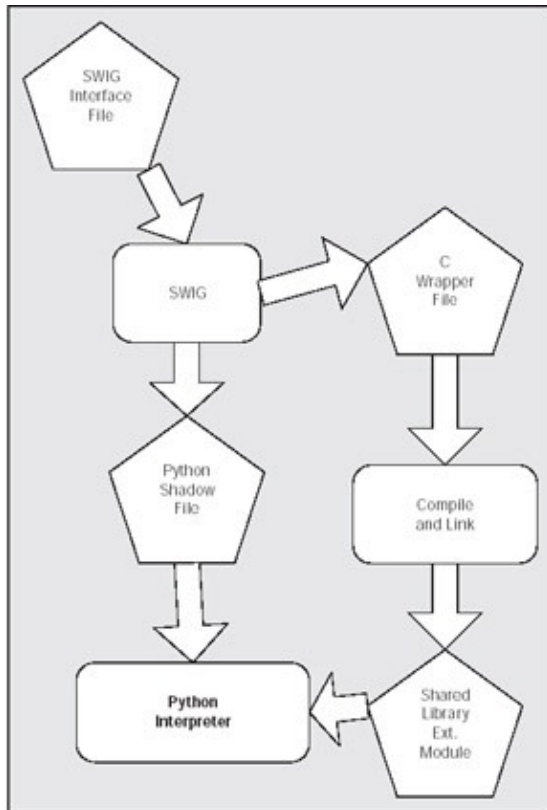 SWIG
Interface
File
SWIG
C
Wrapper
File
Python
Shadow
File
Compile
and Link
Python
Interpreter
Shared
Library
Ext.
Module